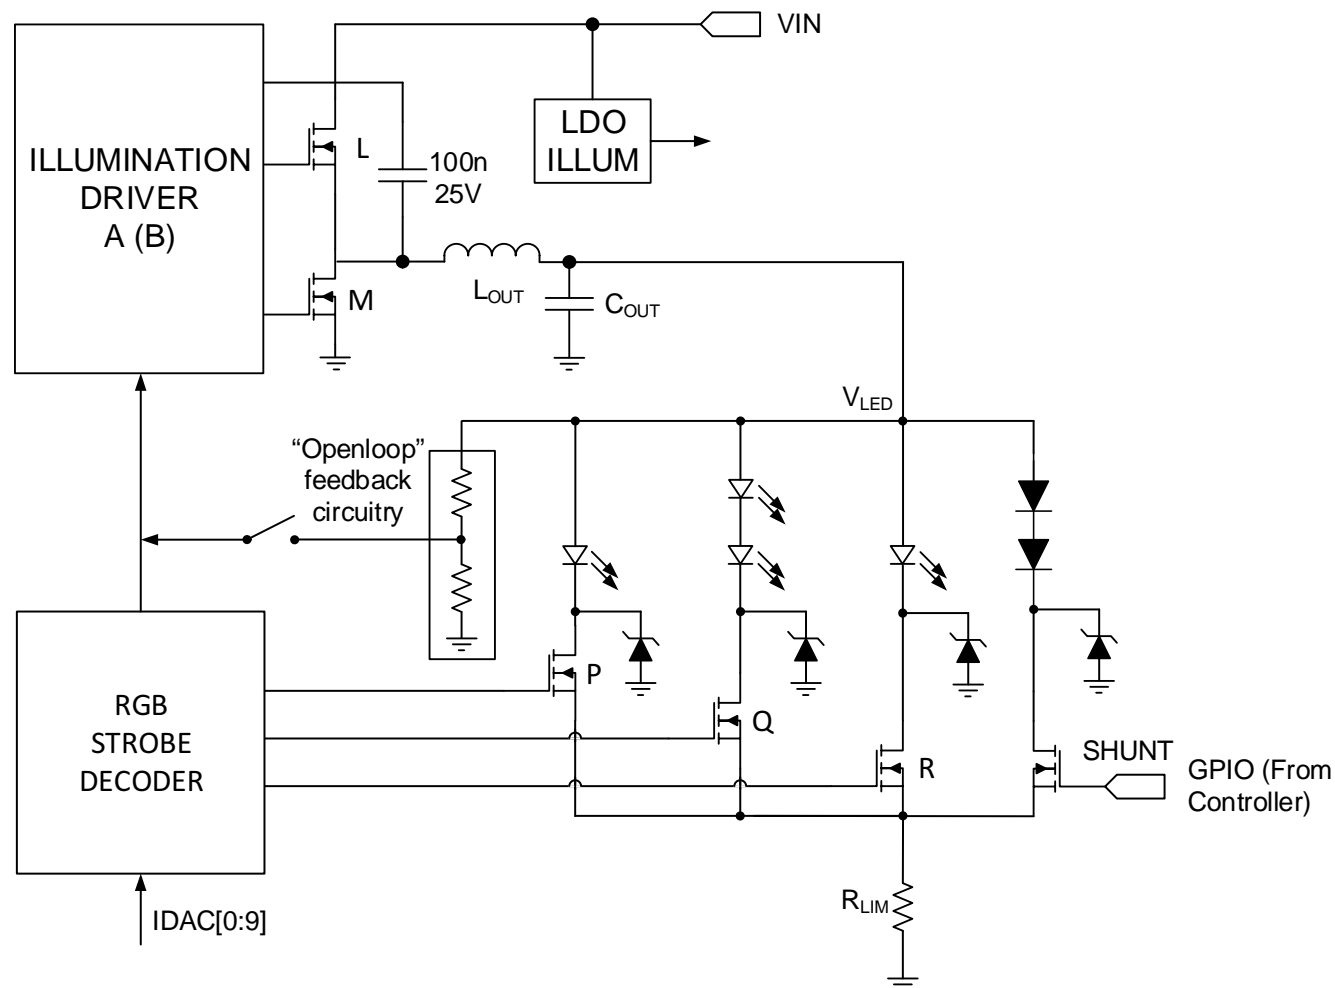 VIN
ILLUMINATION
DRIVER
A (B)
L
100n
25V
LDO
ILLUM
M
LOUT
COUT
VLED
“Openloop”
feedback
circuitry
P
Q
R
SHUNT
GPIO (From
Controller)
RGB
STROBE
DECODER
RLIM
IDAC[0:9]